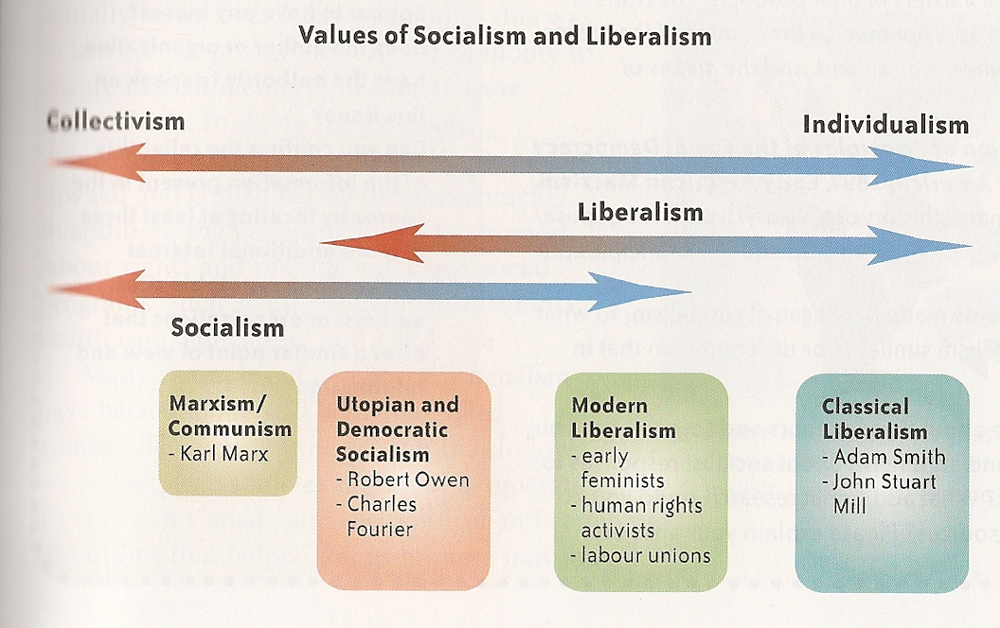 Values of Socialism and Liberalism
Collectivism
Individualism
Liberalism
Socialism
Marxism/
Communism
- Karl Marx
Utopian and
Democratic
Socialism
- Robert Owen
- Charles
Fourier
Modern
Liberalism
- early
feminists
- human rights
activists
- labour unions
Classical
Liberalism
- Adam Smith
- John Stuart
Mill